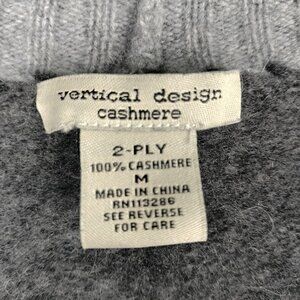 vertical design
cashmere
2-PLY
100% CASHMERE
M
MADE IN CHINA
RN113286
SEE REVERSE
FOR CARE